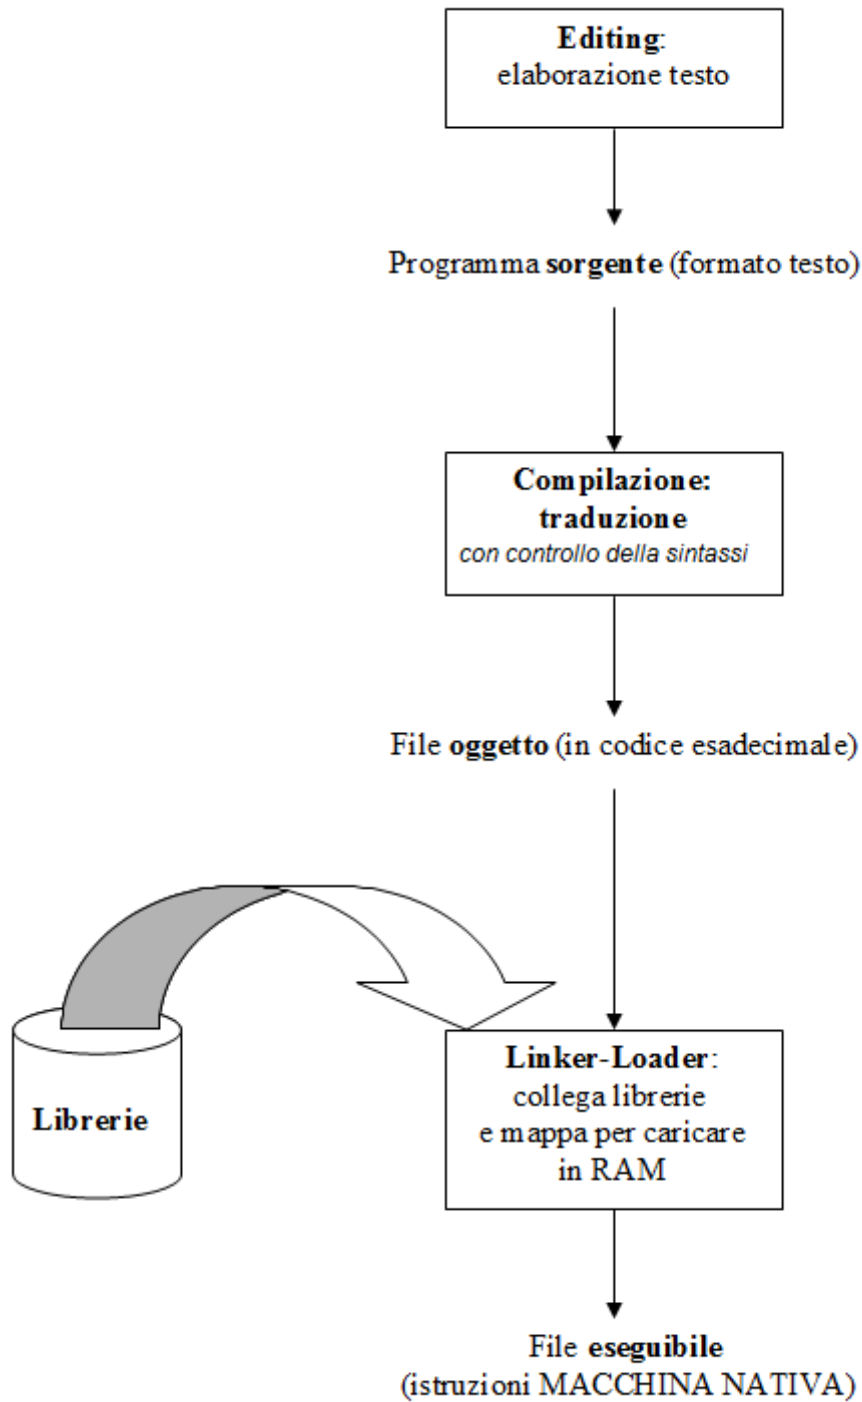 Editing:
elaborazione testo
Programma sorgente (formato testo)
Compilazione:
traduzione
con controllo della sintassi
File oggetto (in codice esadecimale)
Librerie
Linker-Loader:
collega librerie
e mappa per caricare
in RAM
File eseguibile
(istruzioni MACCHINA NATIVA)